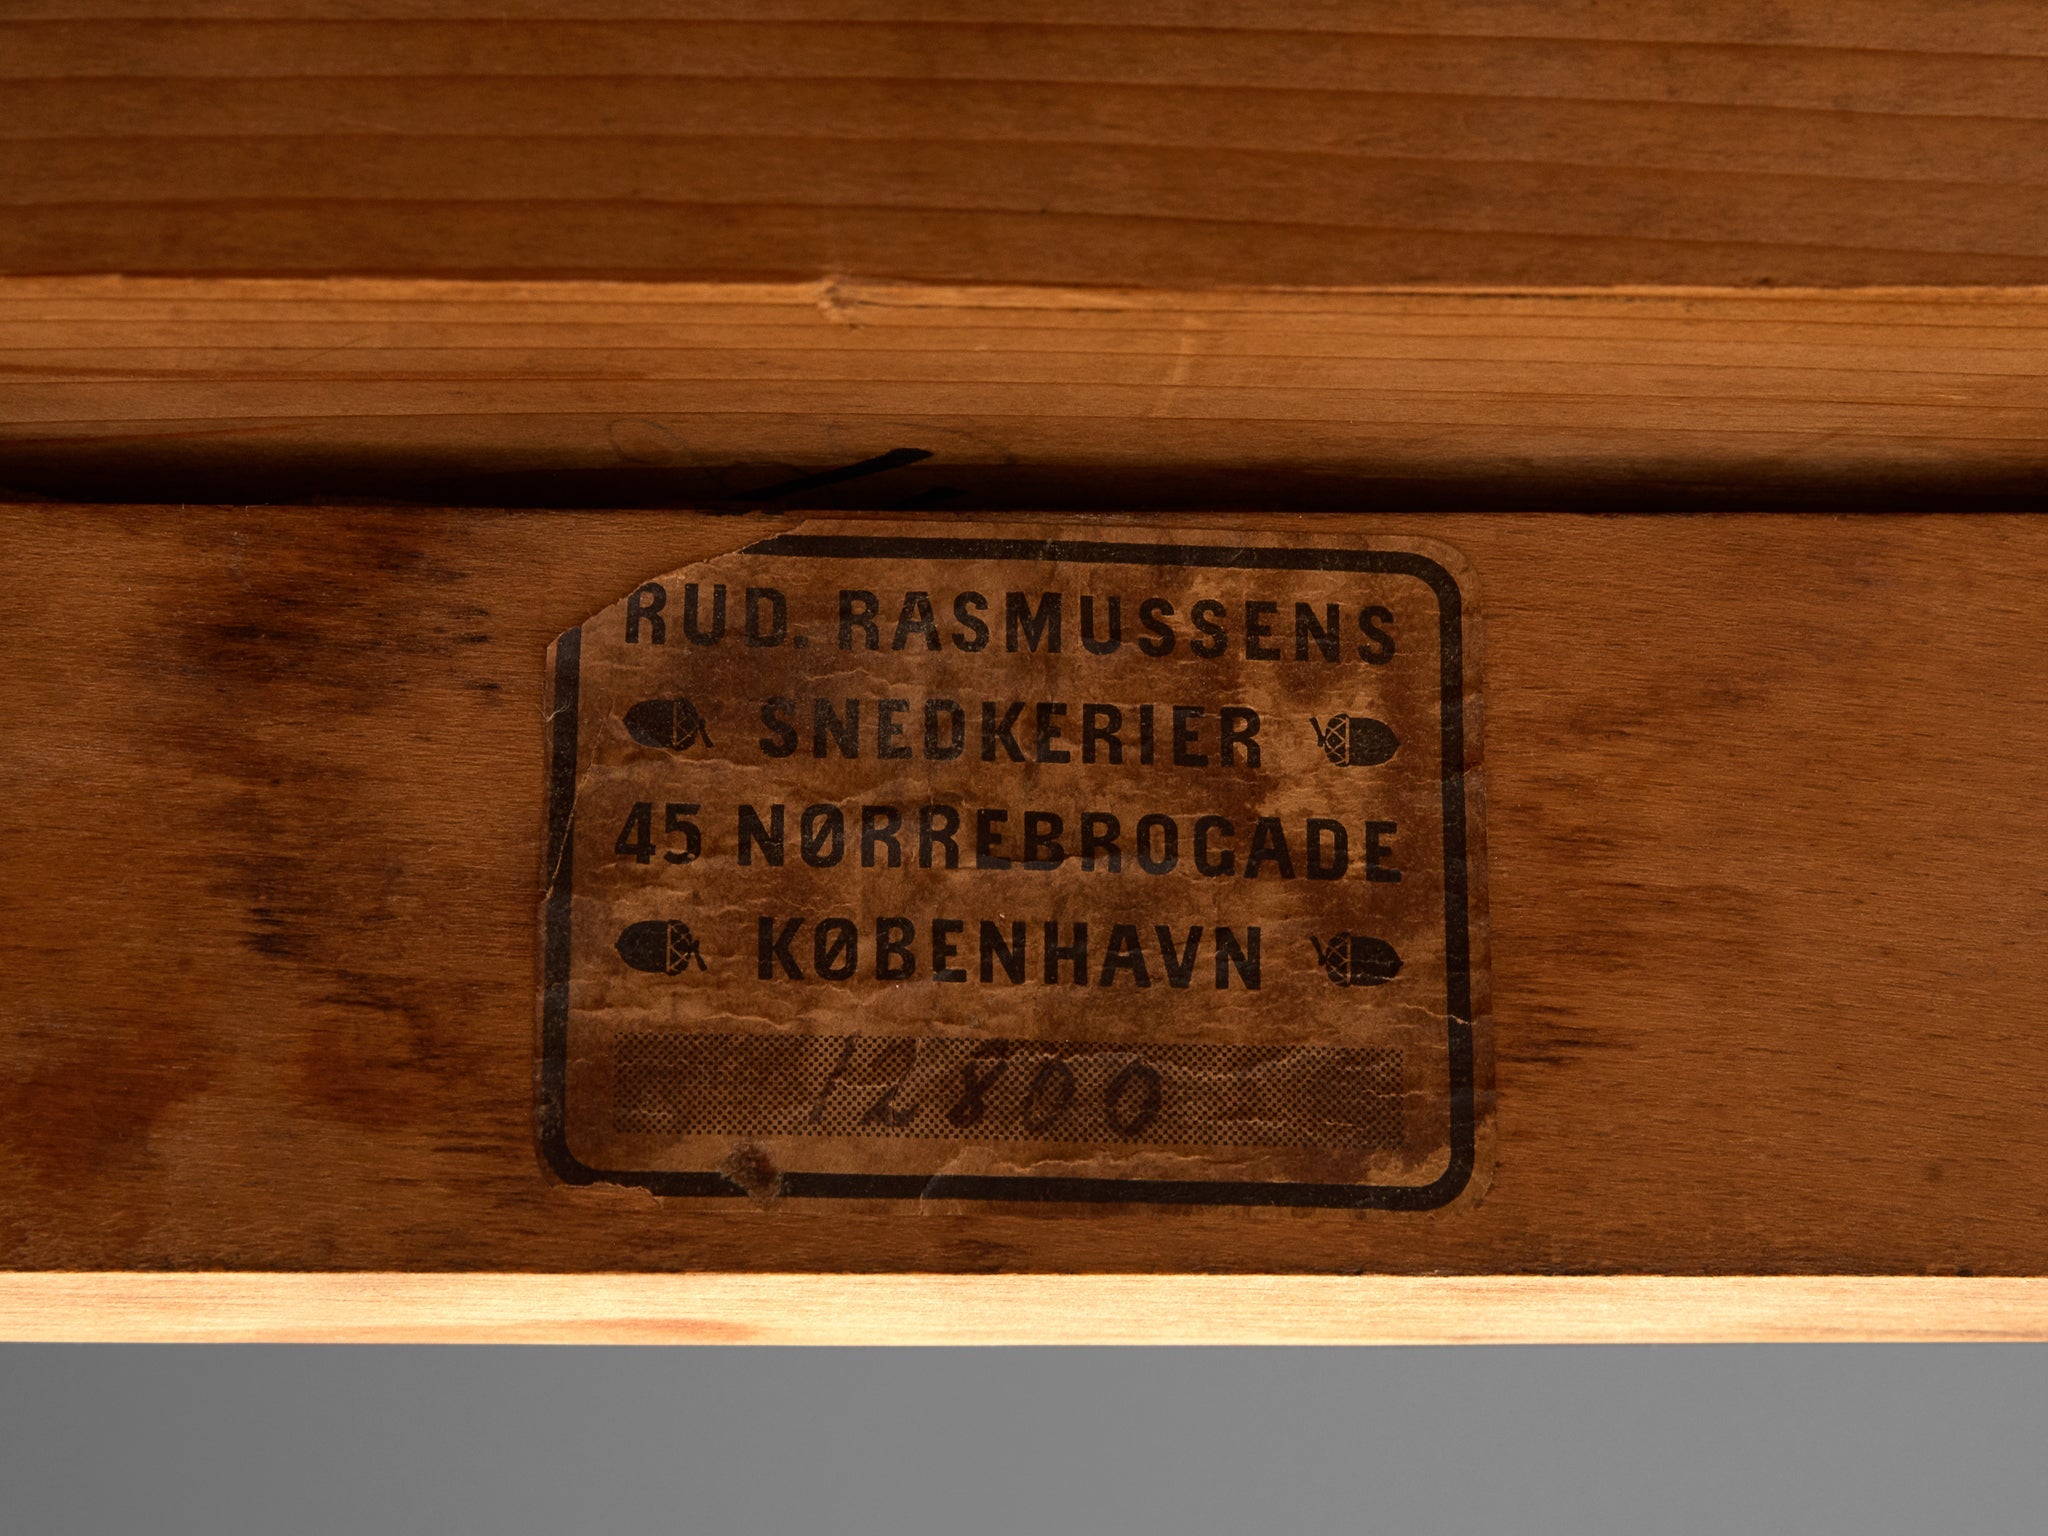 RUD. RASMUSSENS
SNEDKERIER
45 NØRREBROGADE
KØBENHAVN
12800